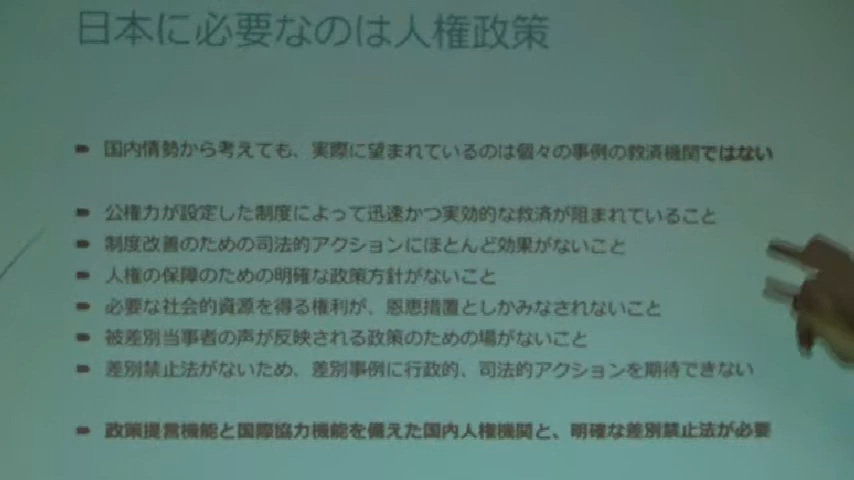 日本に必要なのは人権政策
国内情勢から考えても、実際に望まれているのは個々の事例の救済機関ではない
公権力が設定した制度によって迅速かつ実効的な救済が阻まれていること
制度改善のための司法的アクションにほとんど効果がないこと
人権の保障のための明確な政策方針がないこと
必要な社会的資源を得る権利が、恩恵措置としかみなされないこと
被差別当事者の声が反映される政策のための場がないこと
差別禁止法がないため、差別事例に行政的、司法的アクションを期待できない
政策提言機能と国際協力機能を備えた国内人権機関と、明確な差別禁止法が必要